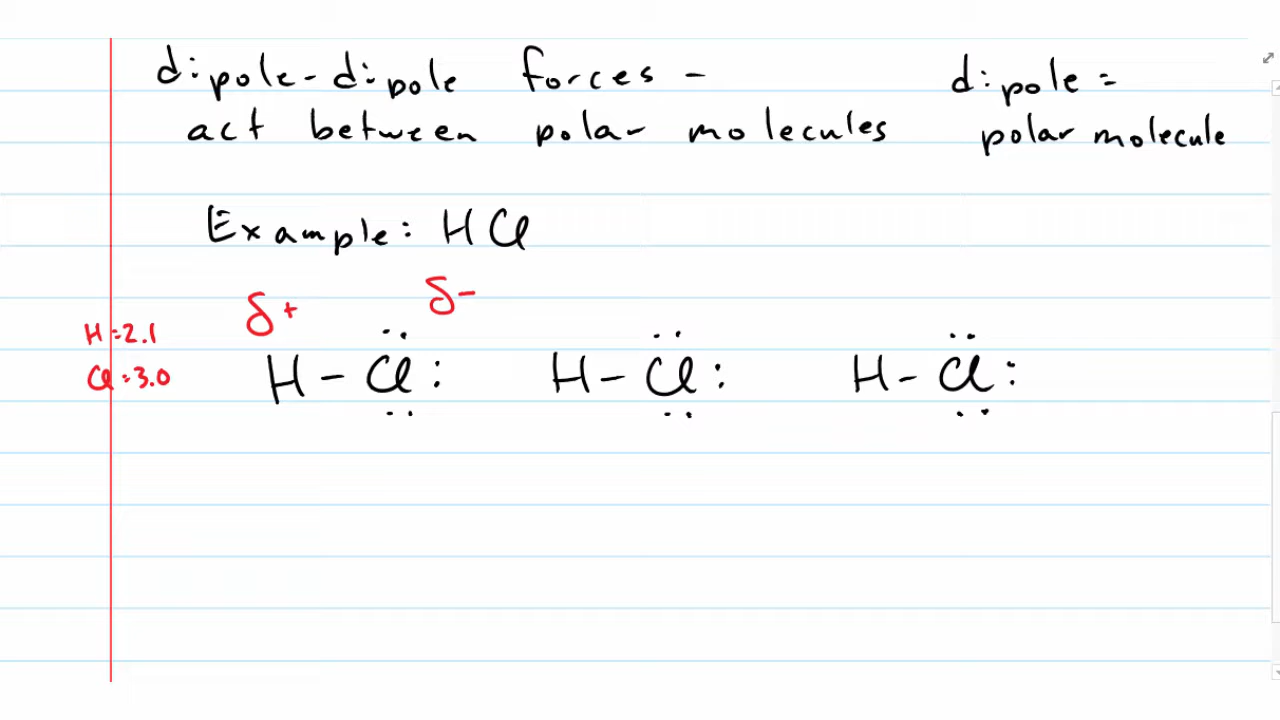 dipole-dipole forces -
act between polar molecules
dipole =
polar molecule
Example: HCl
δ+ δ-
H = 2.1
Cl = 3.0
H - Cl: H - Cl: H - Cl: